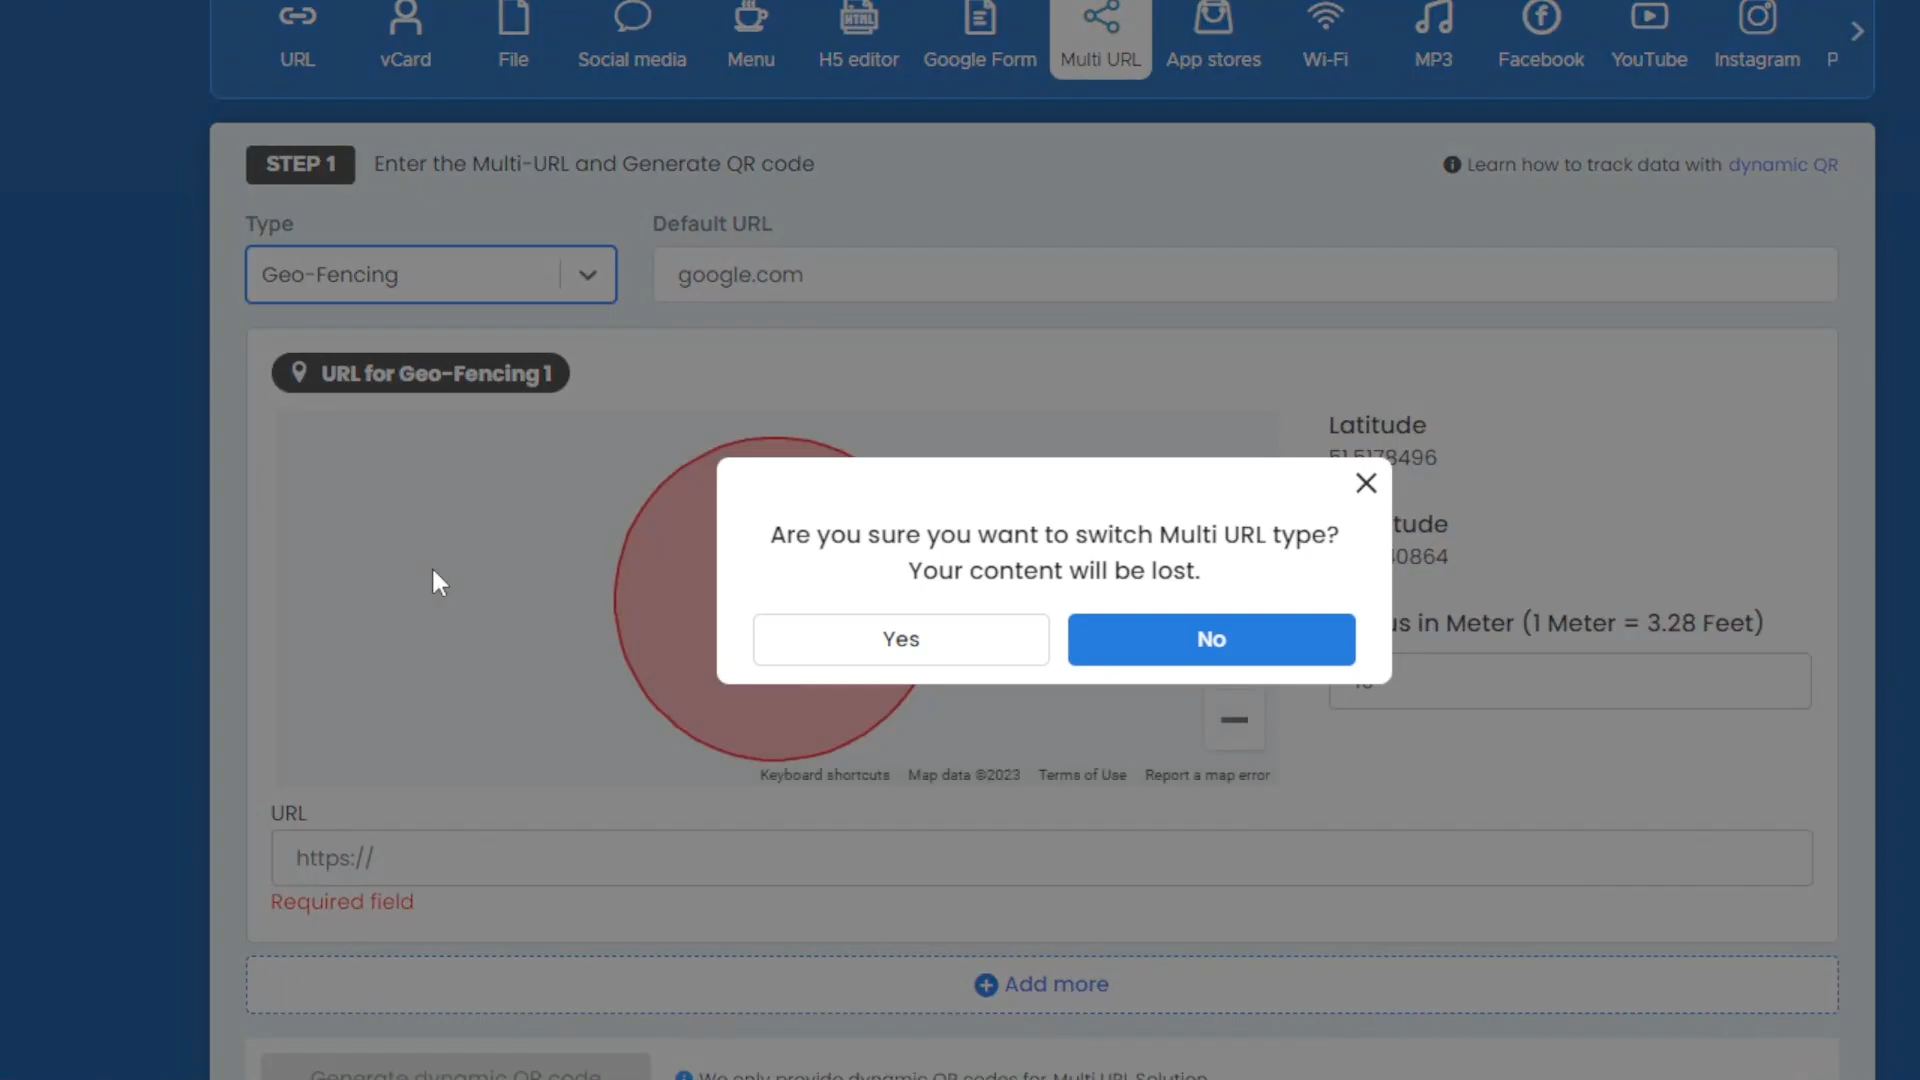 URL
vCard
File
Social media
Menu
HTML
H5 editor
Google Form
Multi URL
App stores
Wi-Fi
MP3
Facebook
YouTube
Instagram
P
STEP 1 Enter the Multi-URL and Generate QR code
Learn how to track data with dynamic QR
Type
Default URL
Geo-Fencing
google.com
URL for Geo-Fencing 1
Latitude
51.5178496
Are you sure you want to switch Multi URL type?
Your content will be lost.
Yes
No
tude
40864
us in Meter (1 Meter = 3.28 Feet)
Keyboard shortcuts
Map data ©2023
Terms of Use
Report a map error
URL
https://
Required field
Add more
Generate dynamic QR code
We only provide dynamic QR codes for Multi URL Solution